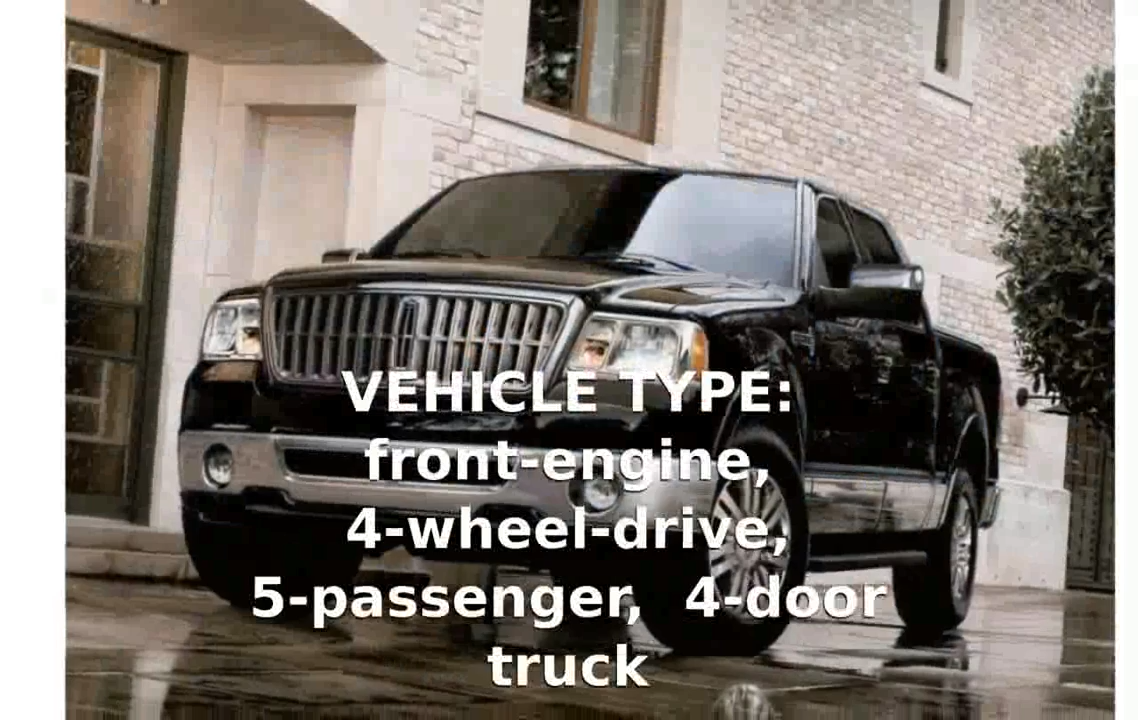 VEHICLE TYPE:
front-engine,
4-wheel-drive,
5-passenger,  4-door
truck